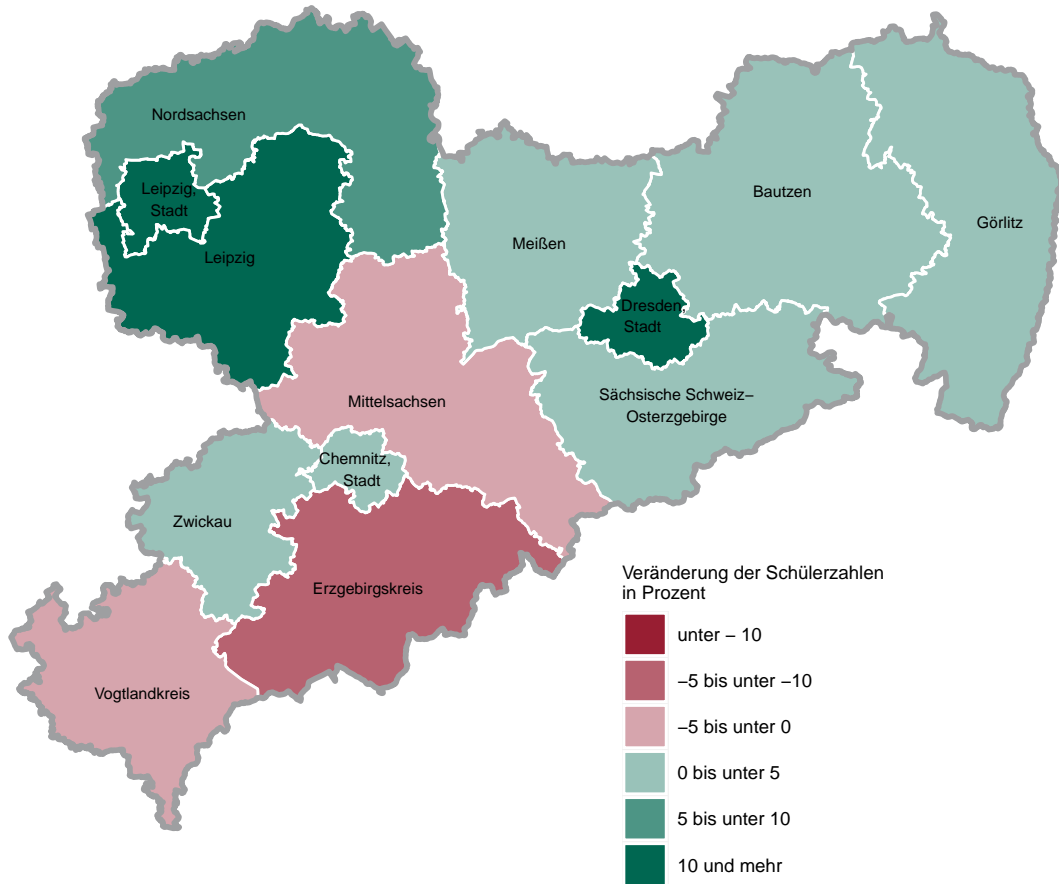 Nordsachsen
Leipzig,
Stadt
Leipzig
Meißen
Bautzen
Görlitz
Dresden,
Stadt
Sächsische Schweiz−
Osterzgebirge
Mittelsachsen
Chemnitz,
Stadt
Zwickau
Erzgebirgskreis
Vogtlandkreis
Veränderung der Schülerzahlen
in Prozent
unter − 10
−5 bis unter −10
−5 bis unter 0
0 bis unter 5
5 bis unter 10
10 und mehr